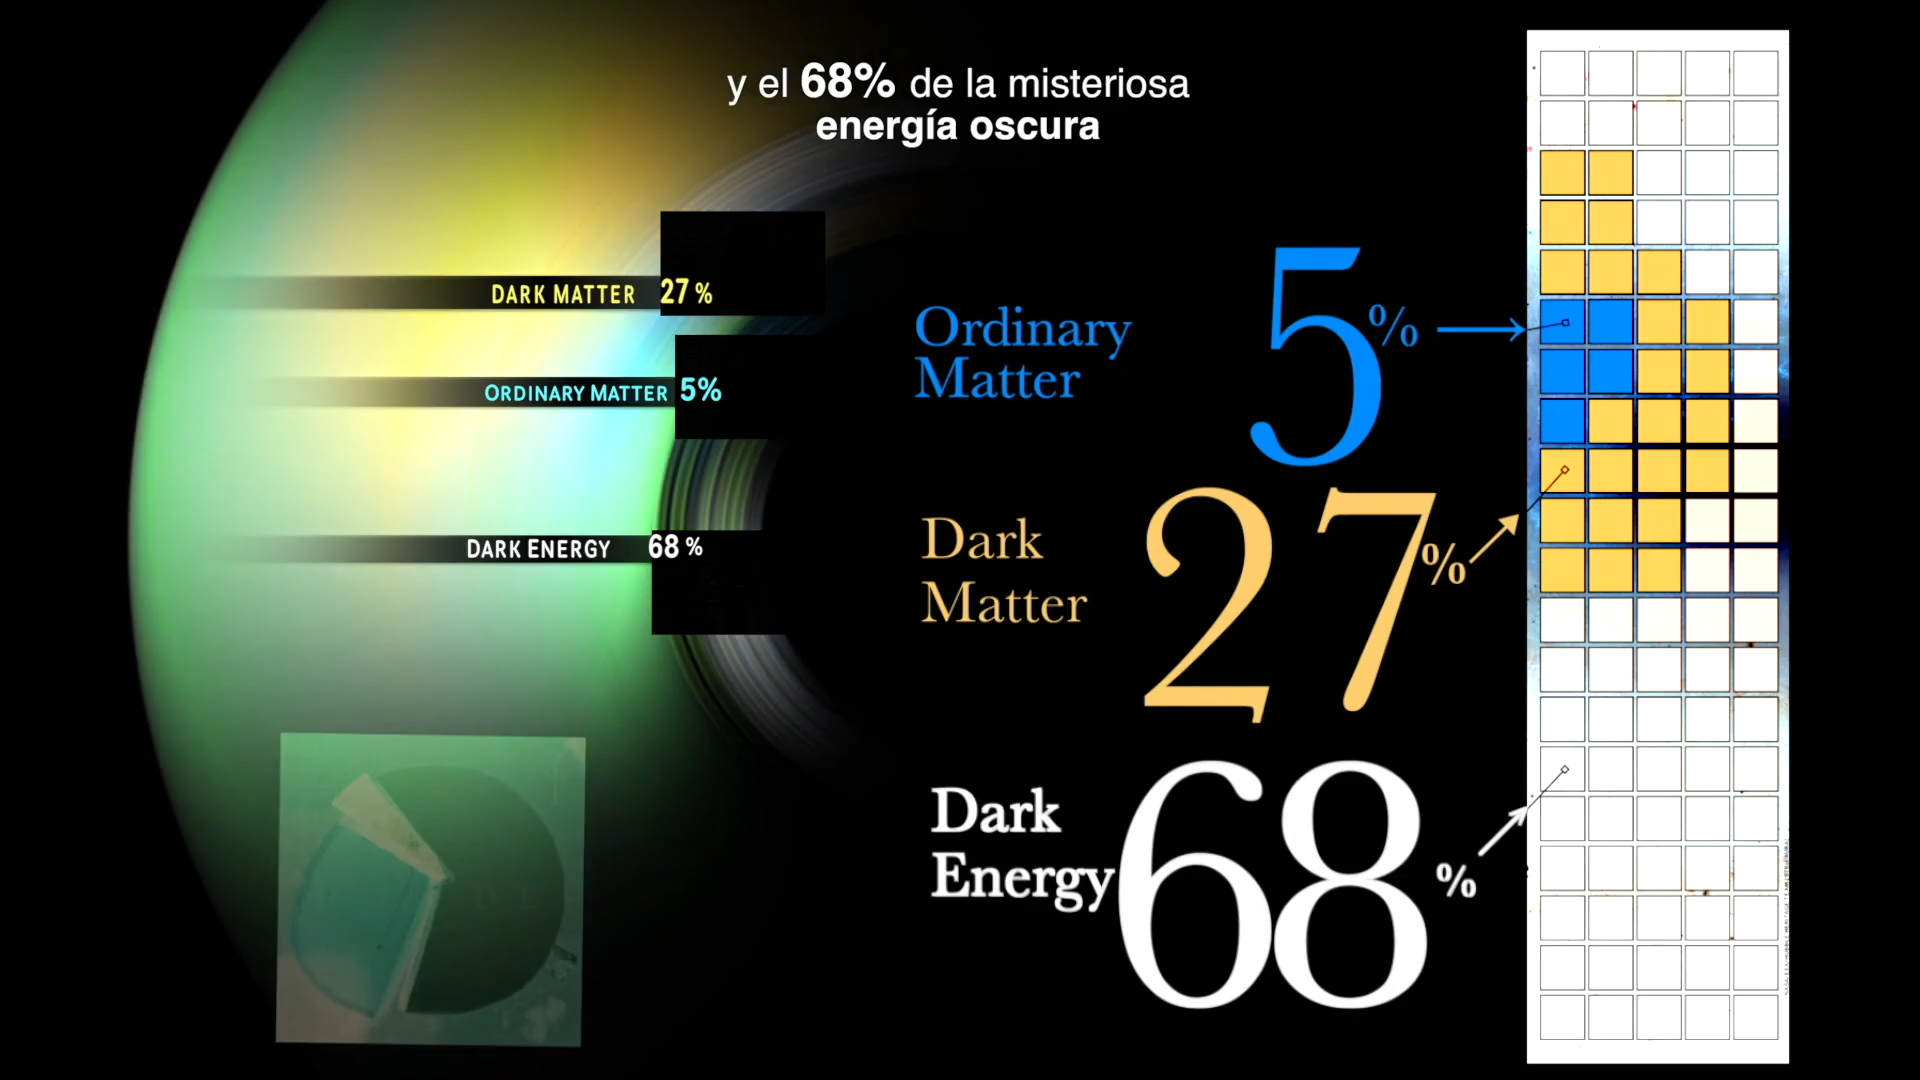 y el 68% de la misteriosa
energía oscura
DARK MATTER 27 %
ORDINARY MATTER 5%
DARK ENERGY 68 %
Ordinary
Matter
5%
Dark
Matter
27%
Dark
Energy
68%